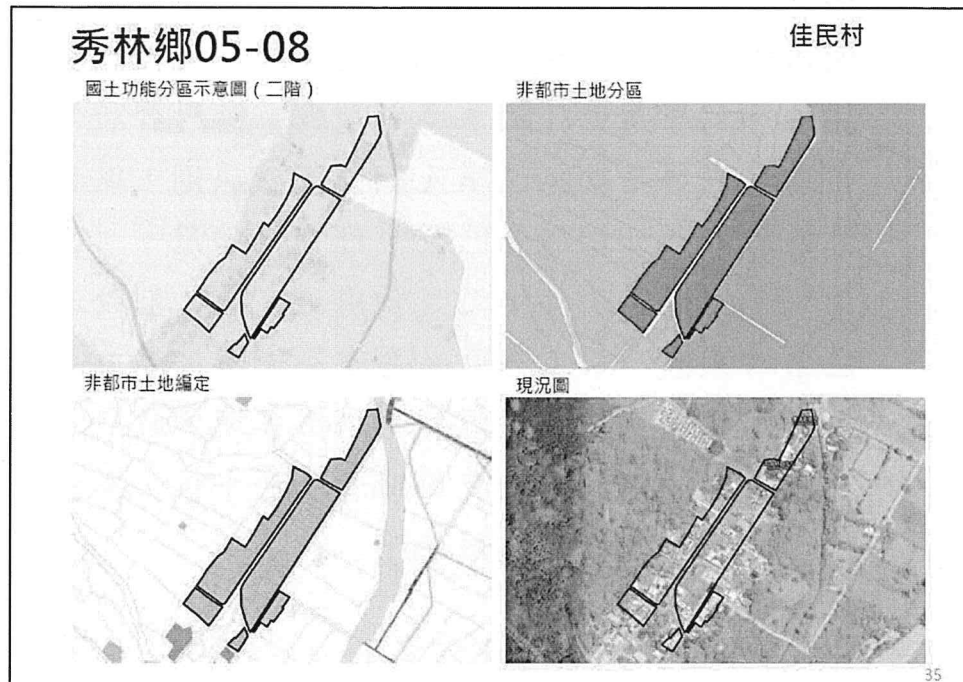 秀林鄉05-08
佳民村
國土功能分區示意圖（二階）
非都市土地分區
非都市土地編定
現況圖
35